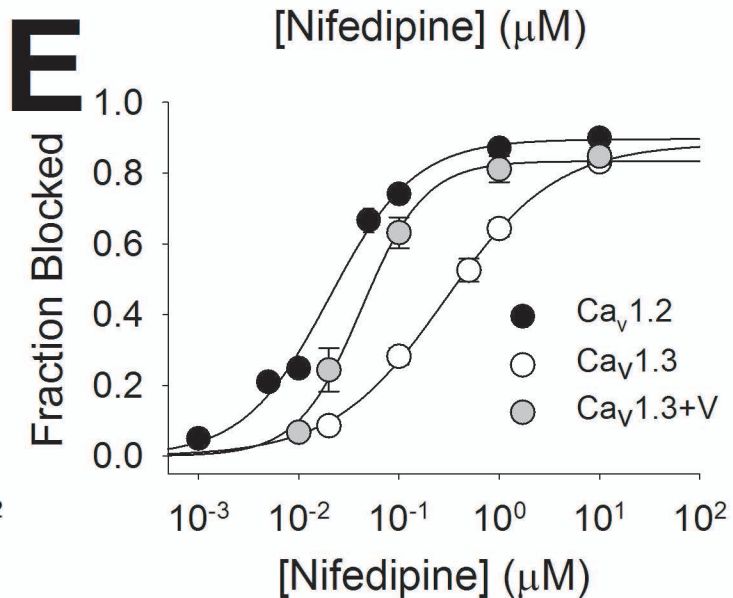 [Nifedipine] (μM)
E
Fraction Blocked
1.0
0.8
0.6
0.4
0.2
0.0
Cav1.2
CaV1.3
CaV1.3+V
2
10-3 10-2 10-1 100 101 102
[Nifedipine] (μM)